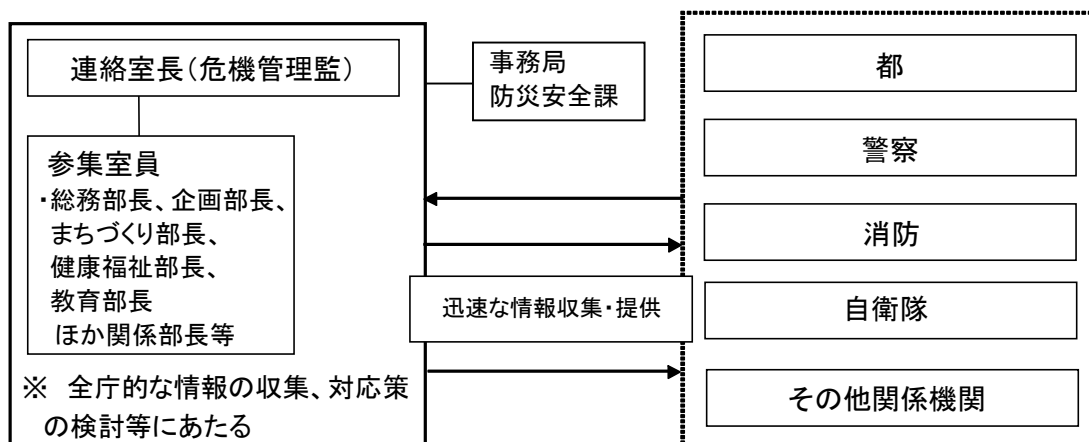 連絡室長(危機管理監)
参集室員
・総務部長、企画部長、
まちづくり部長、
健康福祉部長、
教育部長
ほか関係部長等
※ 全庁的な情報の収集、対応策
の検討等にあたる
事務局
防災安全課
迅速な情報収集・提供
都
警察
消防
自衛隊
その他関係機関